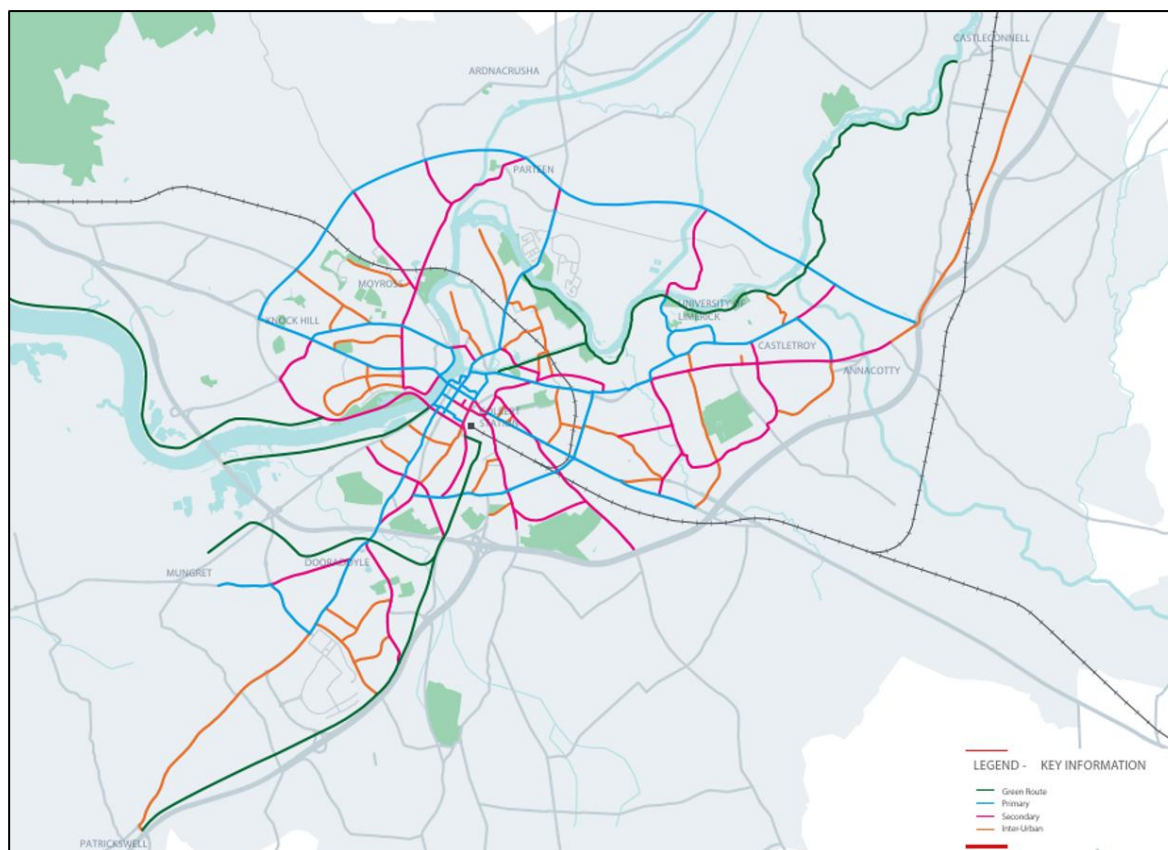 CASTLECONNELL
ARDNACRUSHA
PARTEEN
MOYROSS
UNIVERSITY OF
LIMERICK
KNOCK HILL
CASTLETROY
ANNACOTTY
COLBERT
STATION
DOORADOYLE
MUNGRET
PATRICKSWELL
LEGEND - KEY INFORMATION
Green Route
Primary
Secondary
Inter-Urban